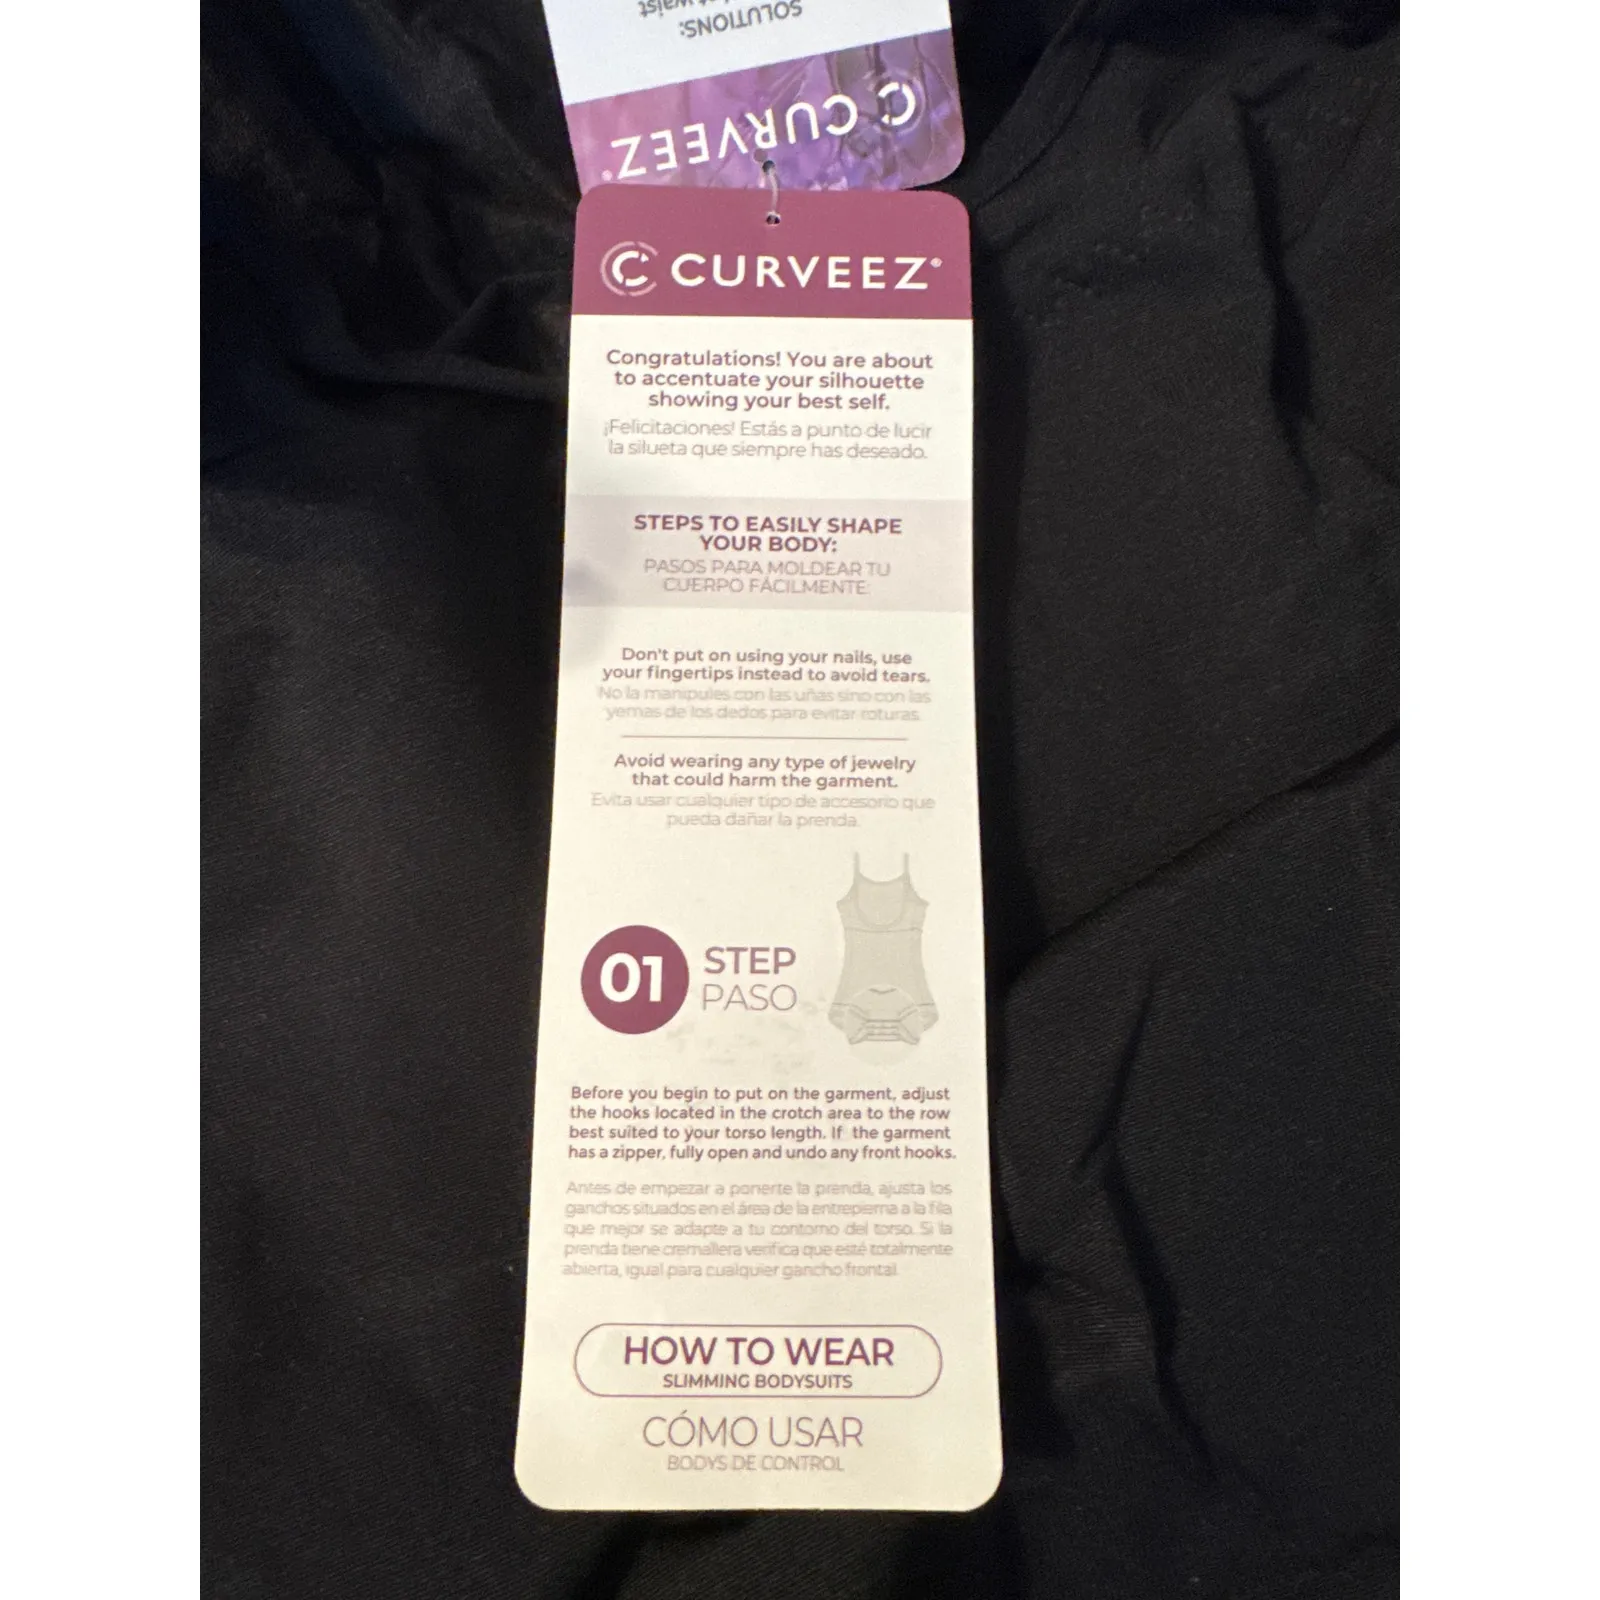 waist
SOLUTIONS:
C CURVEEZ®
C CURVEEZ®
Congratulations! You are about
to accentuate your silhouette
showing your best self.
¡Felicitaciones! Estás a punto de lucir
la silueta que siempre has deseado.
STEPS TO EASILY SHAPE
YOUR BODY:
PASOS PARA MOLDEAR TU
CUERPO FÁCILMENTE:
Don't put on using your nails, use
your fingertips instead to avoid tears.
No la manipules con las uñas sino con las
yemas de los dedos para evitar roturas.
Avoid wearing any type of jewelry
that could harm the garment.
Evita usar cualquier tipo de accesorio que
pueda dañar la prenda.
01 STEP
PASO
Before you begin to put on the garment, adjust
the hooks located in the crotch area to the row
best suited to your torso length. If the garment
has a zipper, fully open and undo any front hooks.
Antes de empezar a ponerte la prenda, ajusta los
ganchos situados en el área de la entrepierna a la fila
que mejor se adapte a tu contorno del torso. Si la
prenda tiene cremallera verifica que esté totalmente
abierta, igual para cualquier gancho frontal.
HOW TO WEAR
SLIMMING BODYSUITS
CÓMO USAR
BODYS DE CONTROL